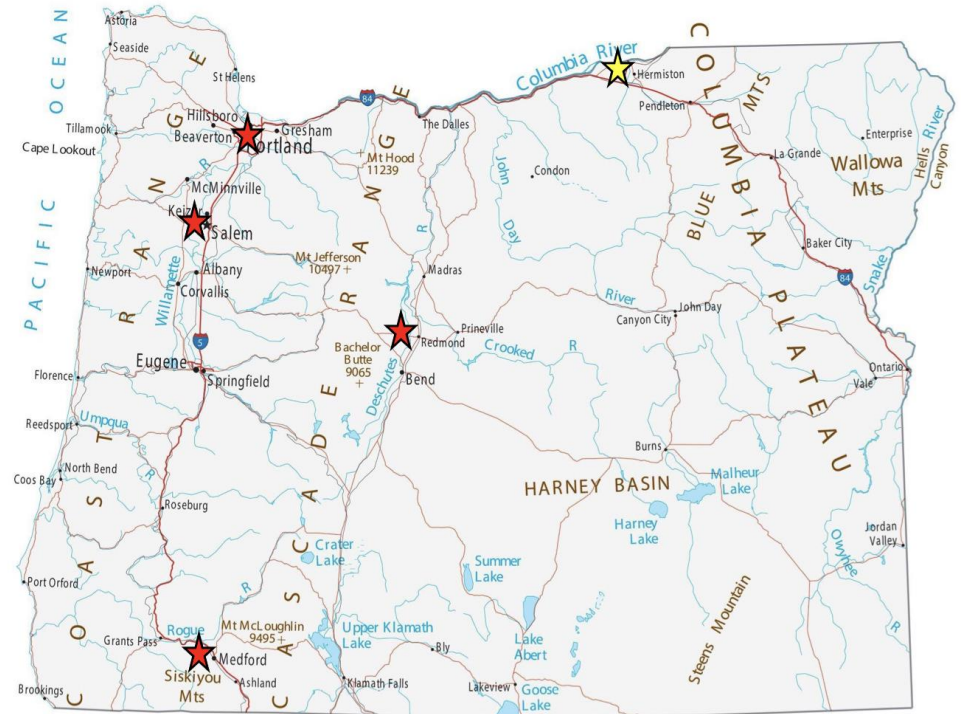 Astoria
Seaside
PACIFIC OCEAN
St Helens
COAST RANGE
Columbia River
84
Hermiston
Pendleton
COLUMBIA PLATEAU
BLUE MTS
Enterprise
Wallowa
Mts
Hells
Canyon
Snake River
La Grande
Tillamook
Cape Lookout
Hillsboro
Beaverton
ortland
Gresham
The Dalles
Mt Hood
11239
CASCADE RANGE
R
McMinnville
Keizer
Salem
Condon
John
Day
River
Baker City
84
Newport
Willamette
Albany
Corvallis
Mt Jefferson
10497
R
Madras
Canyon City
John Day
5
Eugene
Springfield
Florence
Bachelor
Butte
9065
Deschutes
Redmond
Prineville
Crooked R
Bend
Ontario
Vale
Reedsport
Umpqua
R
North Bend
Coos Bay
Roseburg
Burns
HARNEY BASIN
Malheur
Lake
Harney
Lake
Jordan
Valley
Owyhee
R
Crater
Lake
Summer
Lake
Steens Mountain
Port Orford
R
Mt McLoughlin
9495
Upper Klamath
Lake
Lake
Abert
Grants Pass
Rogue
Medford
Siskiyou
Mts
Ashland
Bly
Brookings
Klamath Falls
Lakeview
Goose
Lake